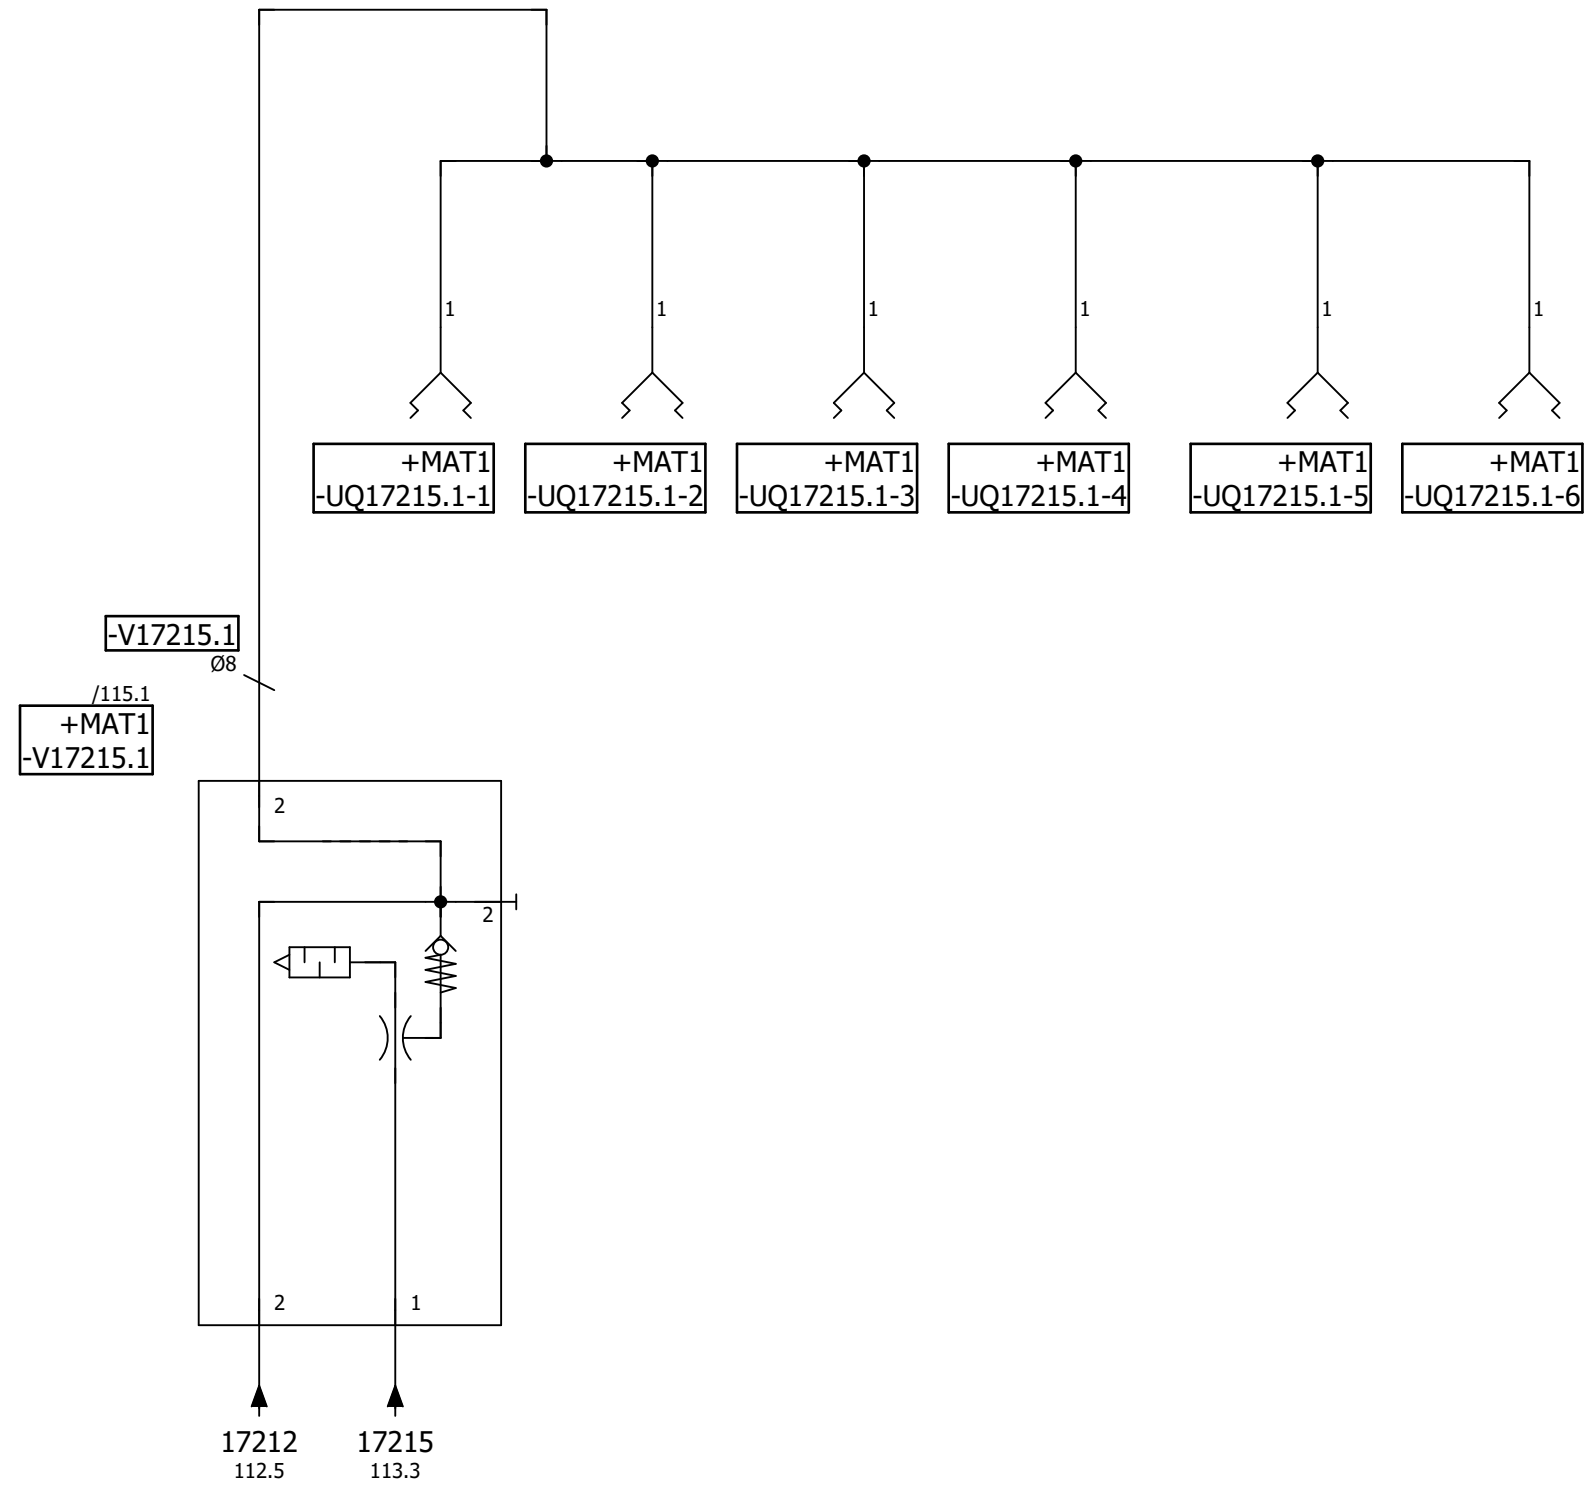 1
1
1
1
1
1
+MAT1
-UQ17215.1-1
+MAT1
-UQ17215.1-2
+MAT1
-UQ17215.1-3
+MAT1
-UQ17215.1-4
+MAT1
-UQ17215.1-5
+MAT1
-UQ17215.1-6
-V17215.1
Ø8
/115.1
+MAT1
-V17215.1
2
2
2
1
17212
112.5
17215
113.3